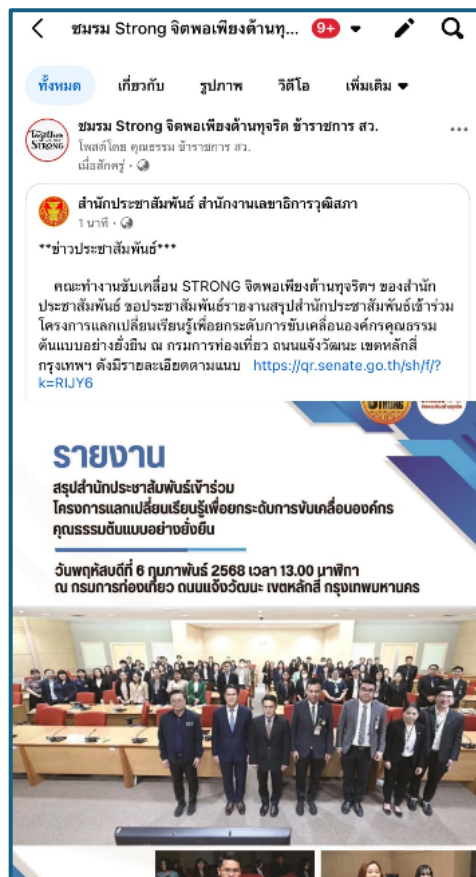 ชมรม Strong จิตพอเพียงต้านทุ... 9+
ทั้งหมด เกี่ยวกับ รูปภาพ วิดีโอ เพิ่มเติม
Together
STRONG
ชมรม Strong จิตพอเพียงต้านทุจริต ข้าราชการ สว.
โพสต์โดย คุณธรรม ข้าราชการ สว.
เมื่อสักครู่ ·
สำนักประชาสัมพันธ์ สำนักงานเลขาธิการวุฒิสภา
1 นาที ·
**ข่าวประชาสัมพันธ์***
คณะทำงานขับเคลื่อน STRONG จิตพอเพียงต้านทุจริตฯ ของสำนัก
ประชาสัมพันธ์ ขอประชาสัมพันธ์รายงานสรุปสำนักประชาสัมพันธ์เข้าร่วม
โครงการแลกเปลี่ยนเรียนรู้เพื่อยกระดับการขับเคลื่อนองค์กรคุณธรรม
ต้นแบบอย่างยั่งยืน ณ กรมการท่องเที่ยว ถนนแจ้งวัฒนะ เขตหลักสี่
กรุงเทพฯ ดังมีรายละเอียดตามแนบ https://qr.senate.go.th/sh/f/?
k=RIJY6
STRONG
รายงาน
สรุปสำนักประชาสัมพันธ์เข้าร่วม
โครงการแลกเปลี่ยนเรียนรู้เพื่อยกระดับการขับเคลื่อนองค์กร
คุณธรรมต้นแบบอย่างยั่งยืน
วันพฤหัสบดีที่ 6 กุมภาพันธ์ 2568 เวลา 13.00 นาฬิกา
ณ กรมการท่องเที่ยว ถนนแจ้งวัฒนะ เขตหลักสี่ กรุงเทพมหานคร